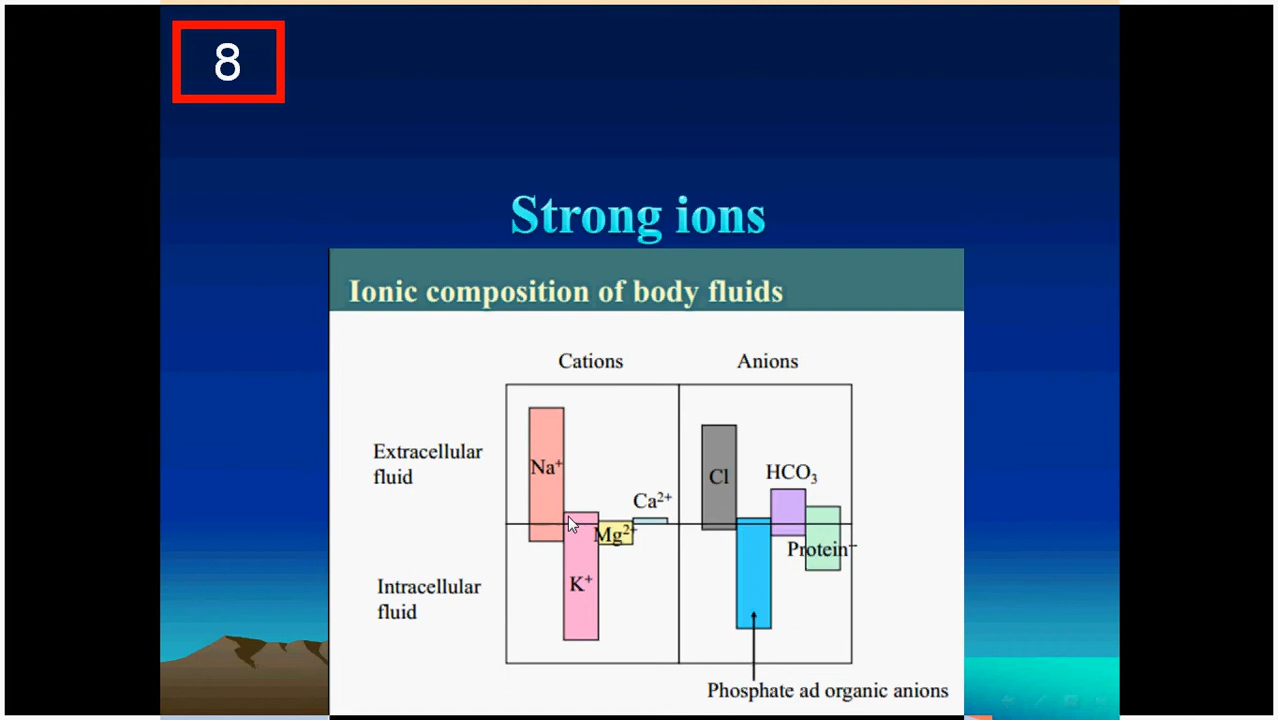 8
Strong ions
Ionic composition of body fluids
Cations
Anions
Extracellular
fluid
Na⁺
Cl
HCO₃
Ca²⁺
Mg²⁺
Protein⁻
Intracellular
fluid
K⁺
Phosphate ad organic anions